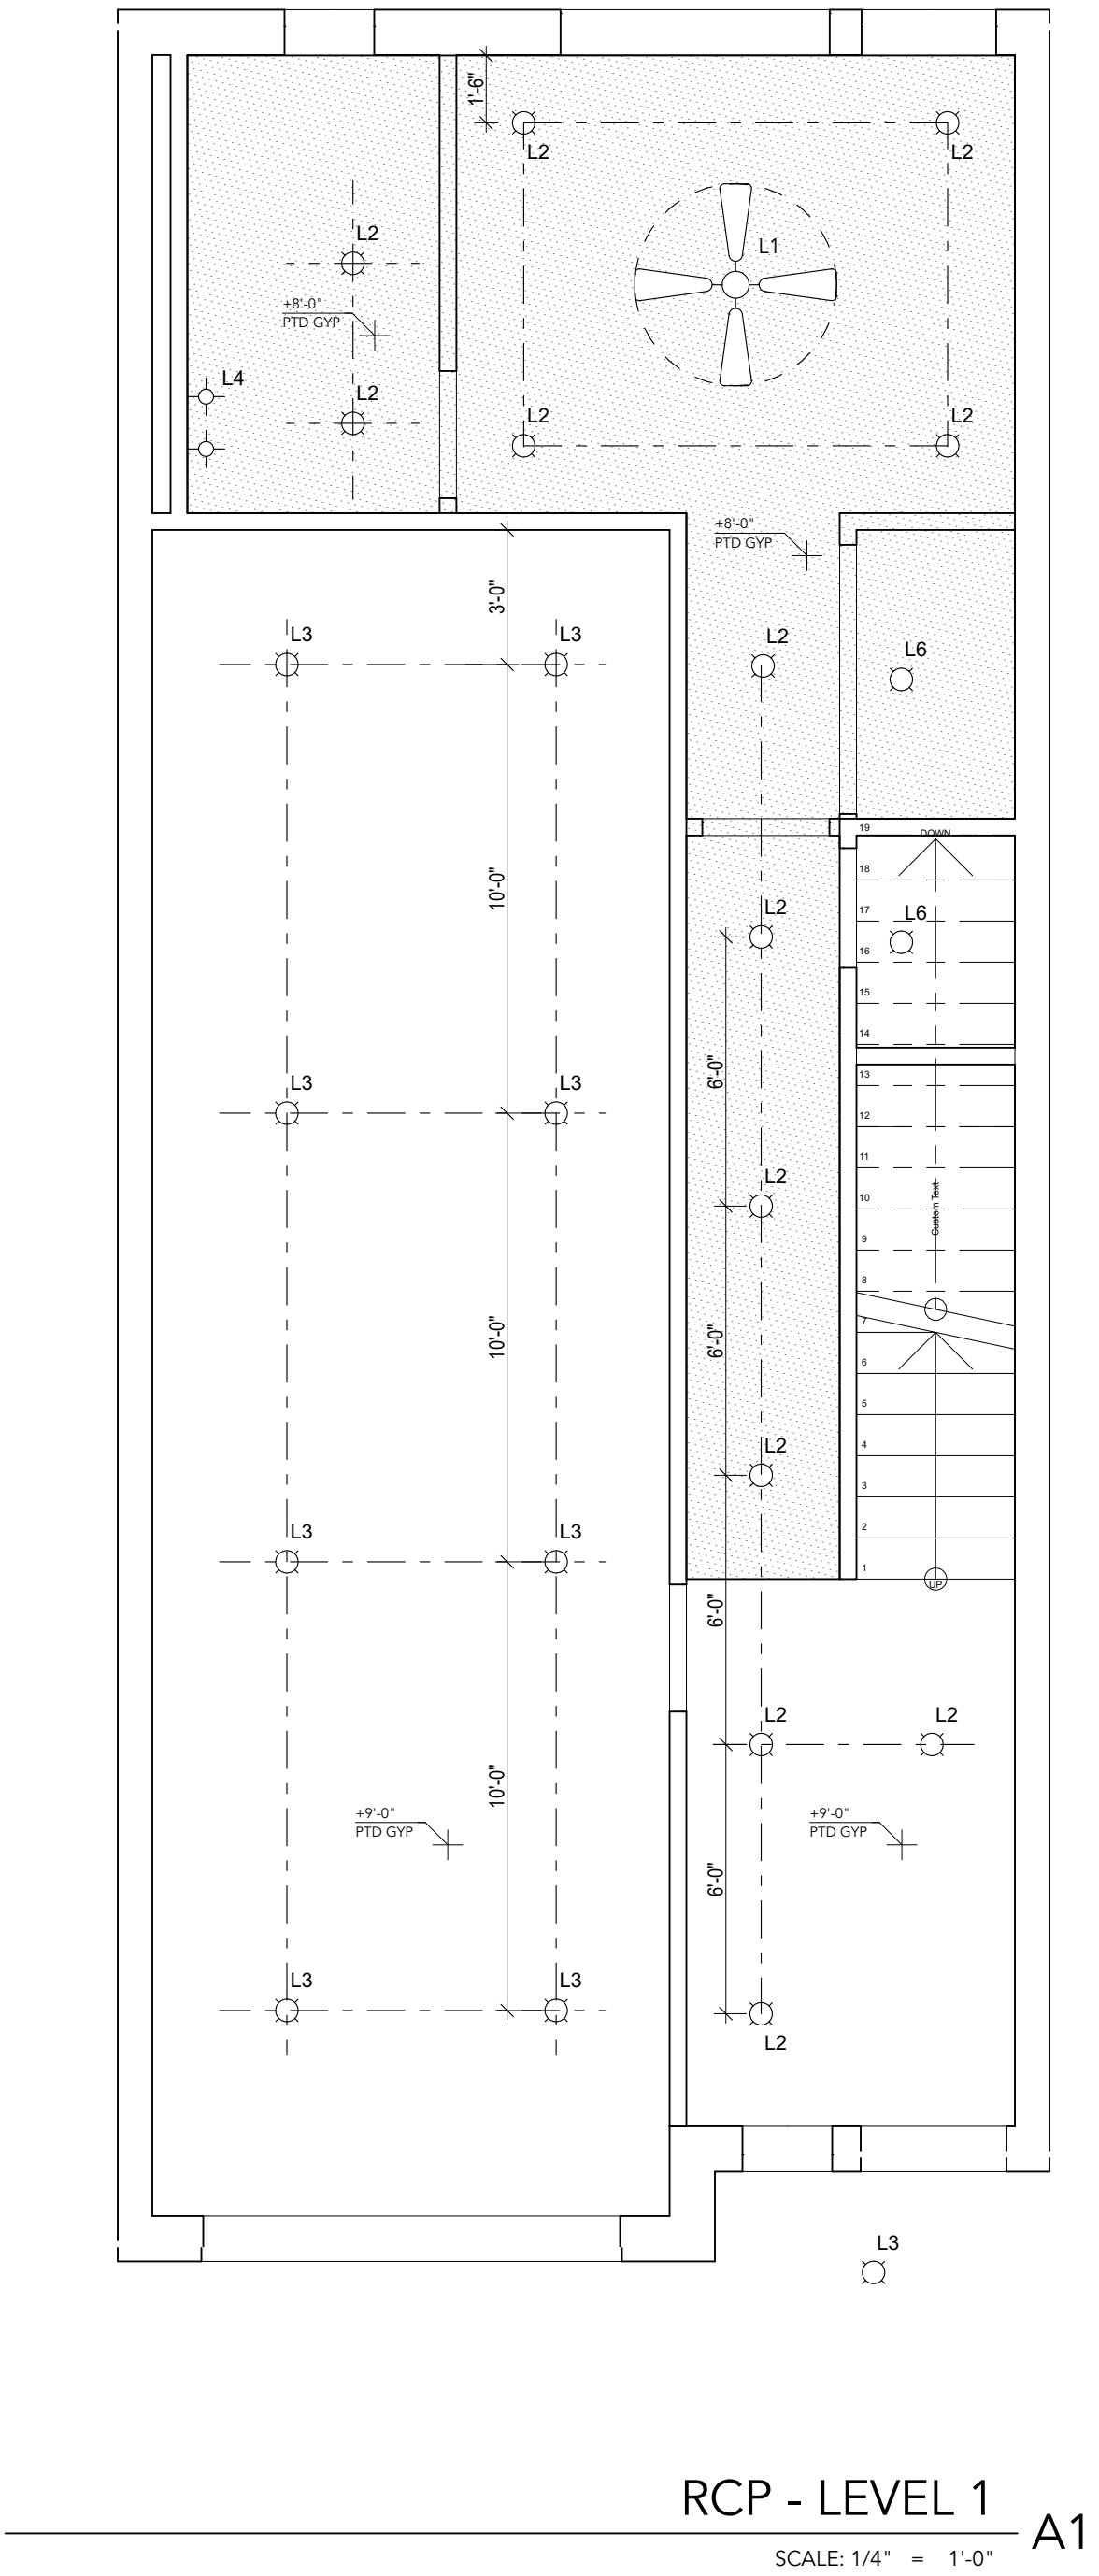 1'-6"
L2
L2
L2
L1
+8'-0"
PTD GYP
L4
L2
L2
L2
+8'-0"
PTD GYP
3'-0"
L3
L3
L2
L6
19
DOWN
18
10'-0"
L2
17
L6
16
15
14
6'-0"
13
L3
L3
12
11
L2
10
Custom Text
9
8
10'-0"
6'-0"
7
6
5
L2
4
3
L3
L3
2
1
UP
6'-0"
L2
L2
10'-0"
+9'-0"
PTD GYP
+9'-0"
PTD GYP
6'-0"
L3
L3
L2
L3
RCP - LEVEL 1
A1
SCALE: 1/4" = 1'-0"